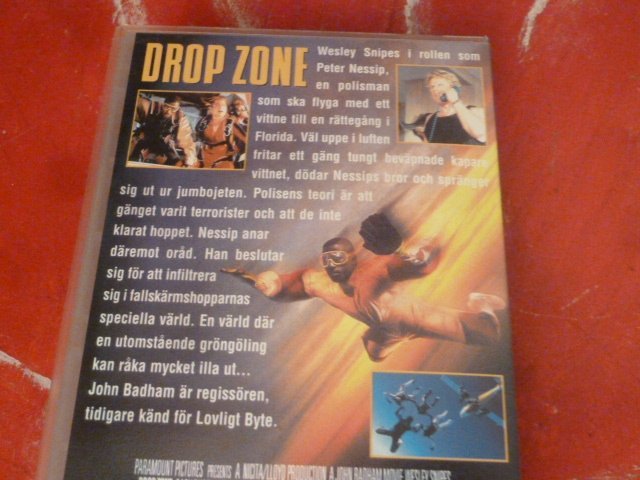 DROP ZONE
Wesley Snipes i rollen som
Peter Nessip,
en polisman
som ska flyga med ett
vittne till en rättegång i
Florida. Väl uppe i luften
fritar ett gäng tungt beväpnade kapare
vittnet, dödar Nessips bror och spränger
sig ut ur jumbojeten. Polisens teori är att
gänget varit terrorister och att de inte
klarat hoppet. Nessip anar
däremot oråd. Han beslutar
sig för att infiltrera
sig i fallskärmshopparnas
speciella värld. En värld där
en utomstående gröngöling
kan råka mycket illa ut...
John Badham är regissören,
tidigare känd för Lovligt Byte.
PARAMOUNT PICTURES PRESENTS A NICITA/LLOYD PRODUCTION A JOHN BADHAM MOVIE WESLEY SNIPES